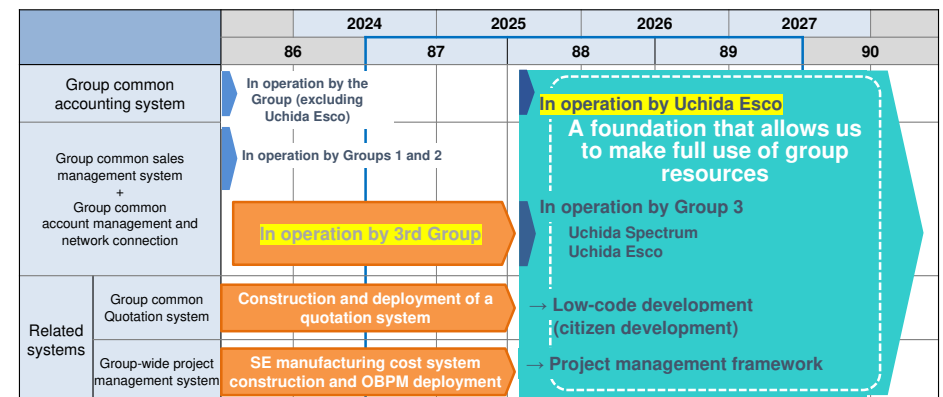 2024
2025
2026
2027
86
87
88
89
90
Group common
accounting system
In operation by the
Group (excluding
Uchida Esco)
In operation by Uchida Esco
A foundation that allows us
to make full use of group
resources
Group common sales
management system
+
Group common
account management and
network connection
In operation by Groups 1 and 2
In operation by 3rd Group
In operation by Group 3
Uchida Spectrum
Uchida Esco
Related
systems
Group common
Quotation system
Construction and deployment of a
quotation system
→ Low-code development
(citizen development)
Group-wide project
management system
SE manufacturing cost system
construction and OBPM deployment
→ Project management framework